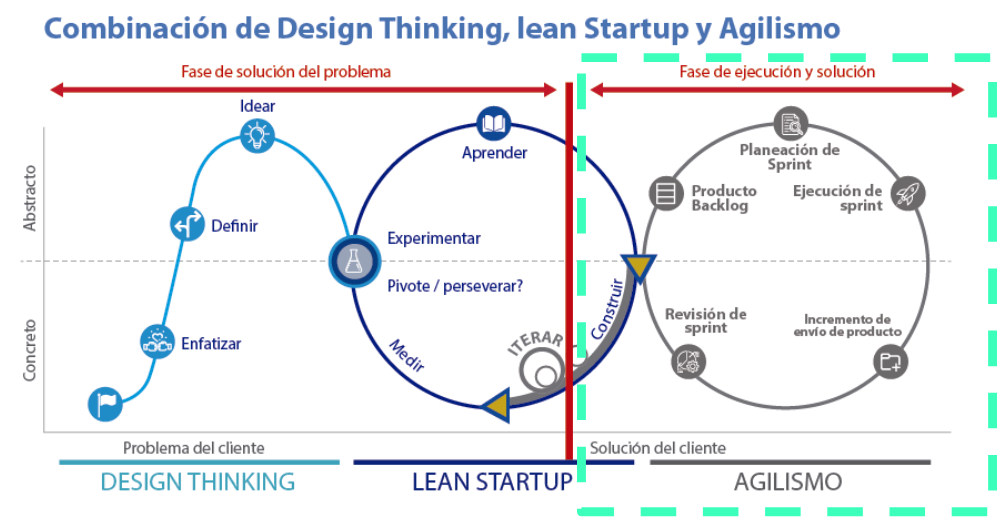 Combinación de Design Thinking, lean Startup y Agilismo
Fase de solución del problema
Fase de ejecución y solución
Idear
Aprender
Planeación de
Sprint
Abstracto
Producto
Backlog
Ejecución de
sprint
Definir
Experimentar
Pivote / perseverar?
Concreto
Enfatizar
Medir
ITERAR
Construir
Revisión de
sprint
Incremento de
envío de producto
Problema del cliente
Solución del cliente
DESIGN THINKING
LEAN STARTUP
AGILISMO